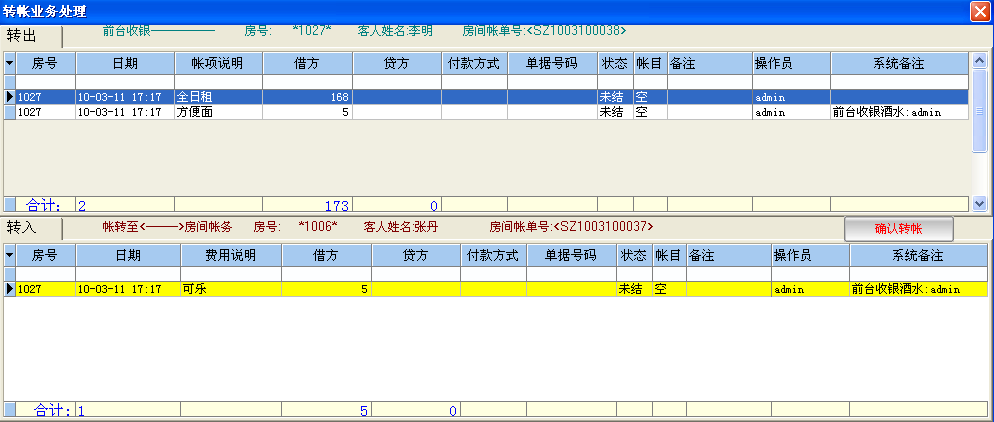 转帐业务处理
转出 前台收银—————— 房号: *1027* 客人姓名:李明 房间帐单号:<SZ1003100038>
房号 日期 帐项说明 借方 贷方 付款方式 单据号码 状态 帐目 备注 操作员 系统备注
1027 10-03-11 17:17 全日租 168 未结 空 admin
1027 10-03-11 17:17 方便面 5 未结 空 admin 前台收银酒水:admin
合计: 2 173 0
转入 帐转至<———>房间帐务 房号: *1006* 客人姓名:张丹 房间帐单号:<SZ1003100037> 确认转帐
房号 日期 费用说明 借方 贷方 付款方式 单据号码 状态 帐目 备注 操作员 系统备注
1027 10-03-11 17:17 可乐 5 未结 空 admin 前台收银酒水:admin
合计: 1 5 0